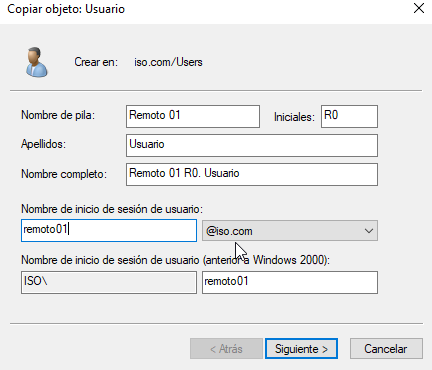 Copiar objeto: Usuario
Crear en: iso.com/Users
Nombre de pila: Remoto 01 Iniciales: R0
Apellidos: Usuario
Nombre completo: Remoto 01 R0. Usuario
Nombre de inicio de sesión de usuario:
remoto01 @iso.com
Nombre de inicio de sesión de usuario (anterior a Windows 2000):
ISO\ remoto01
< Atrás Siguiente > Cancelar